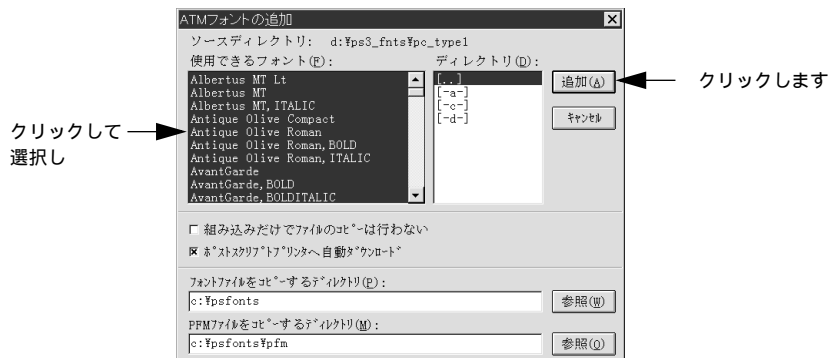 ATMフォントの追加
ソースディレクトリ: d:¥ps3_fnts¥pc_type1
使用できるフォント(F):
ディレクトリ(D):
Albertus MT Lt
Albertus MT
Albertus MT,ITALIC
Antique Olive Compact
Antique Olive Roman
Antique Olive Roman,BOLD
Antique Olive Roman,ITALIC
AvantGarde
AvantGarde,BOLD
AvantGarde,BOLDITALIC
[..]
[-a-]
[-c-]
[-d-]
追加(A)
キャンセル
クリックします
クリックして
選択し
組み込みだけでファイルのコピーは行わない
ポストスクリプトプリンタへ自動ダウンロード
フォントファイルをコピーするディレクトリ(P):
c:¥psfonts
参照(W)
PFMファイルをコピーするディレクトリ(M):
c:¥psfonts¥pfm
参照(O)